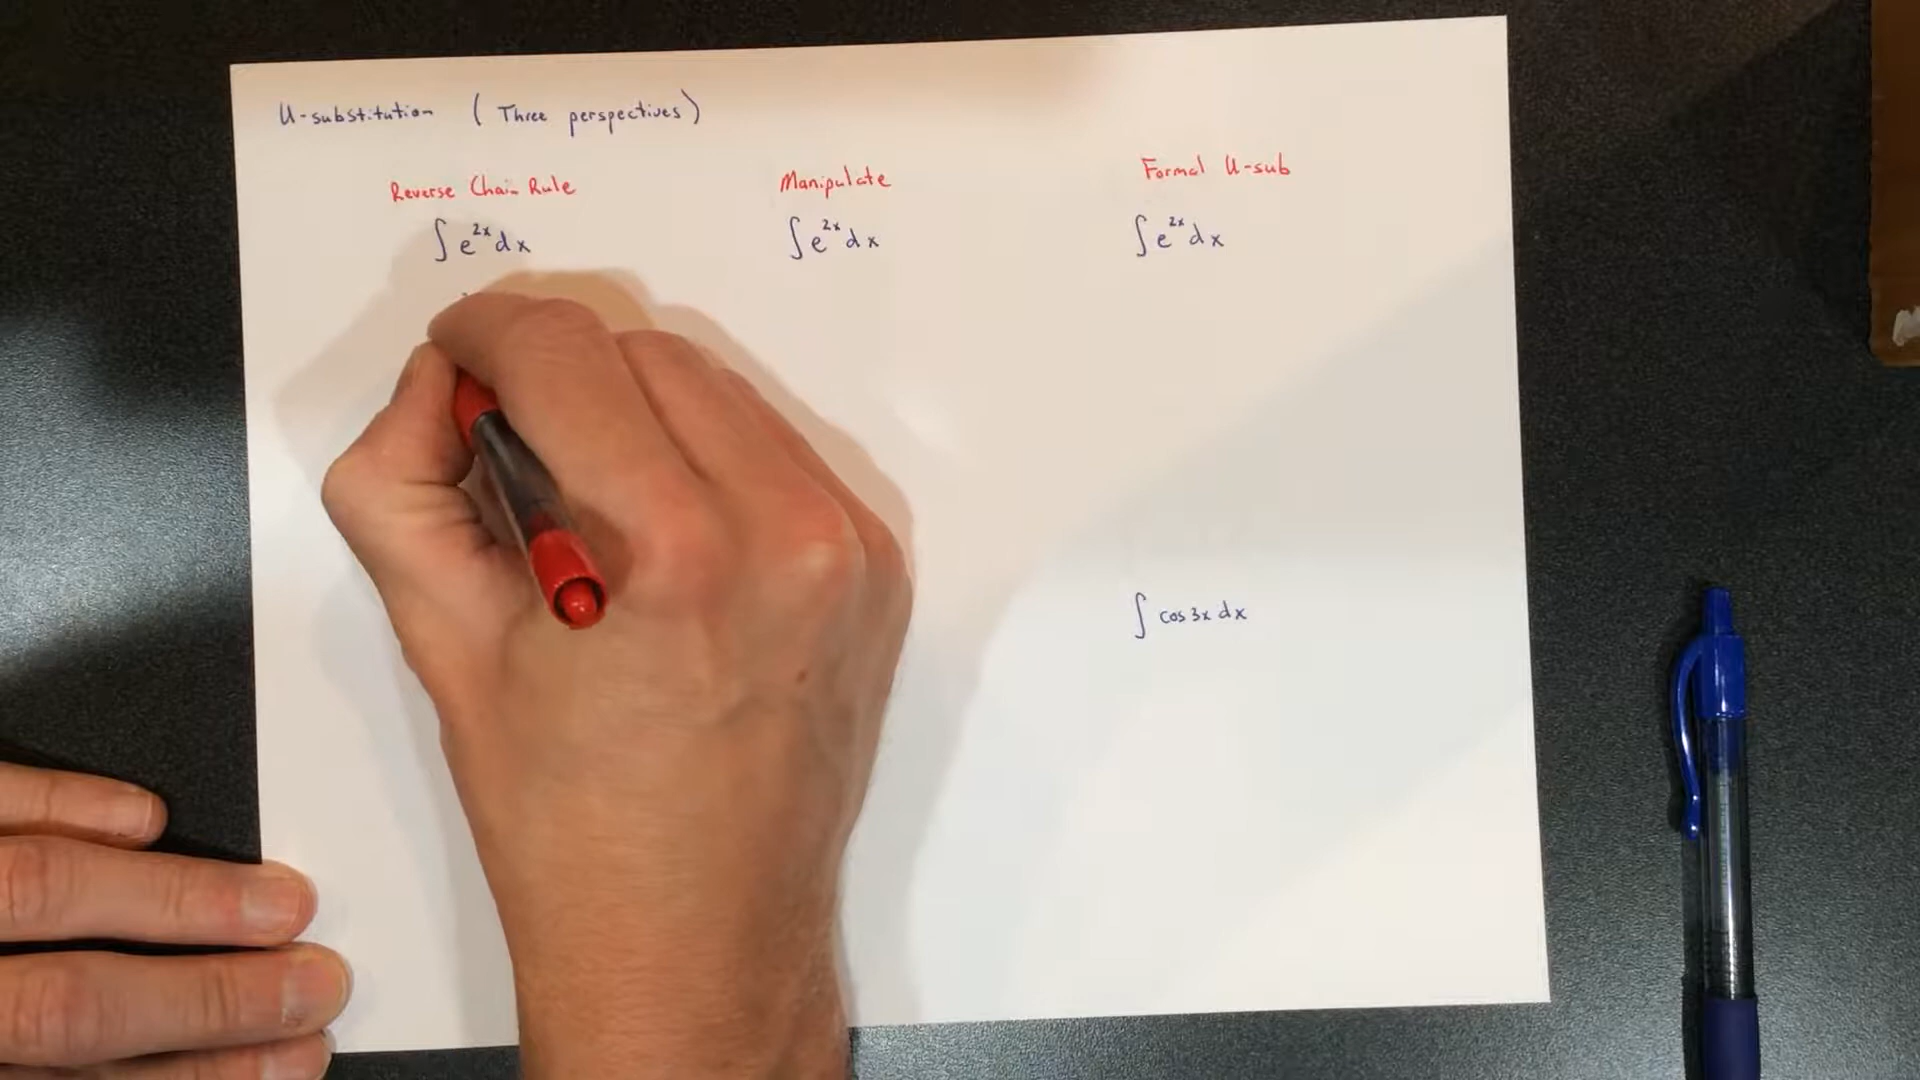 U-substitution (Three perspectives)
Reverse Chain Rule Manipulate Formal U-sub
∫e^{2x}dx ∫e^{2x}dx ∫e^{2x}dx
∫ cos 3x dx